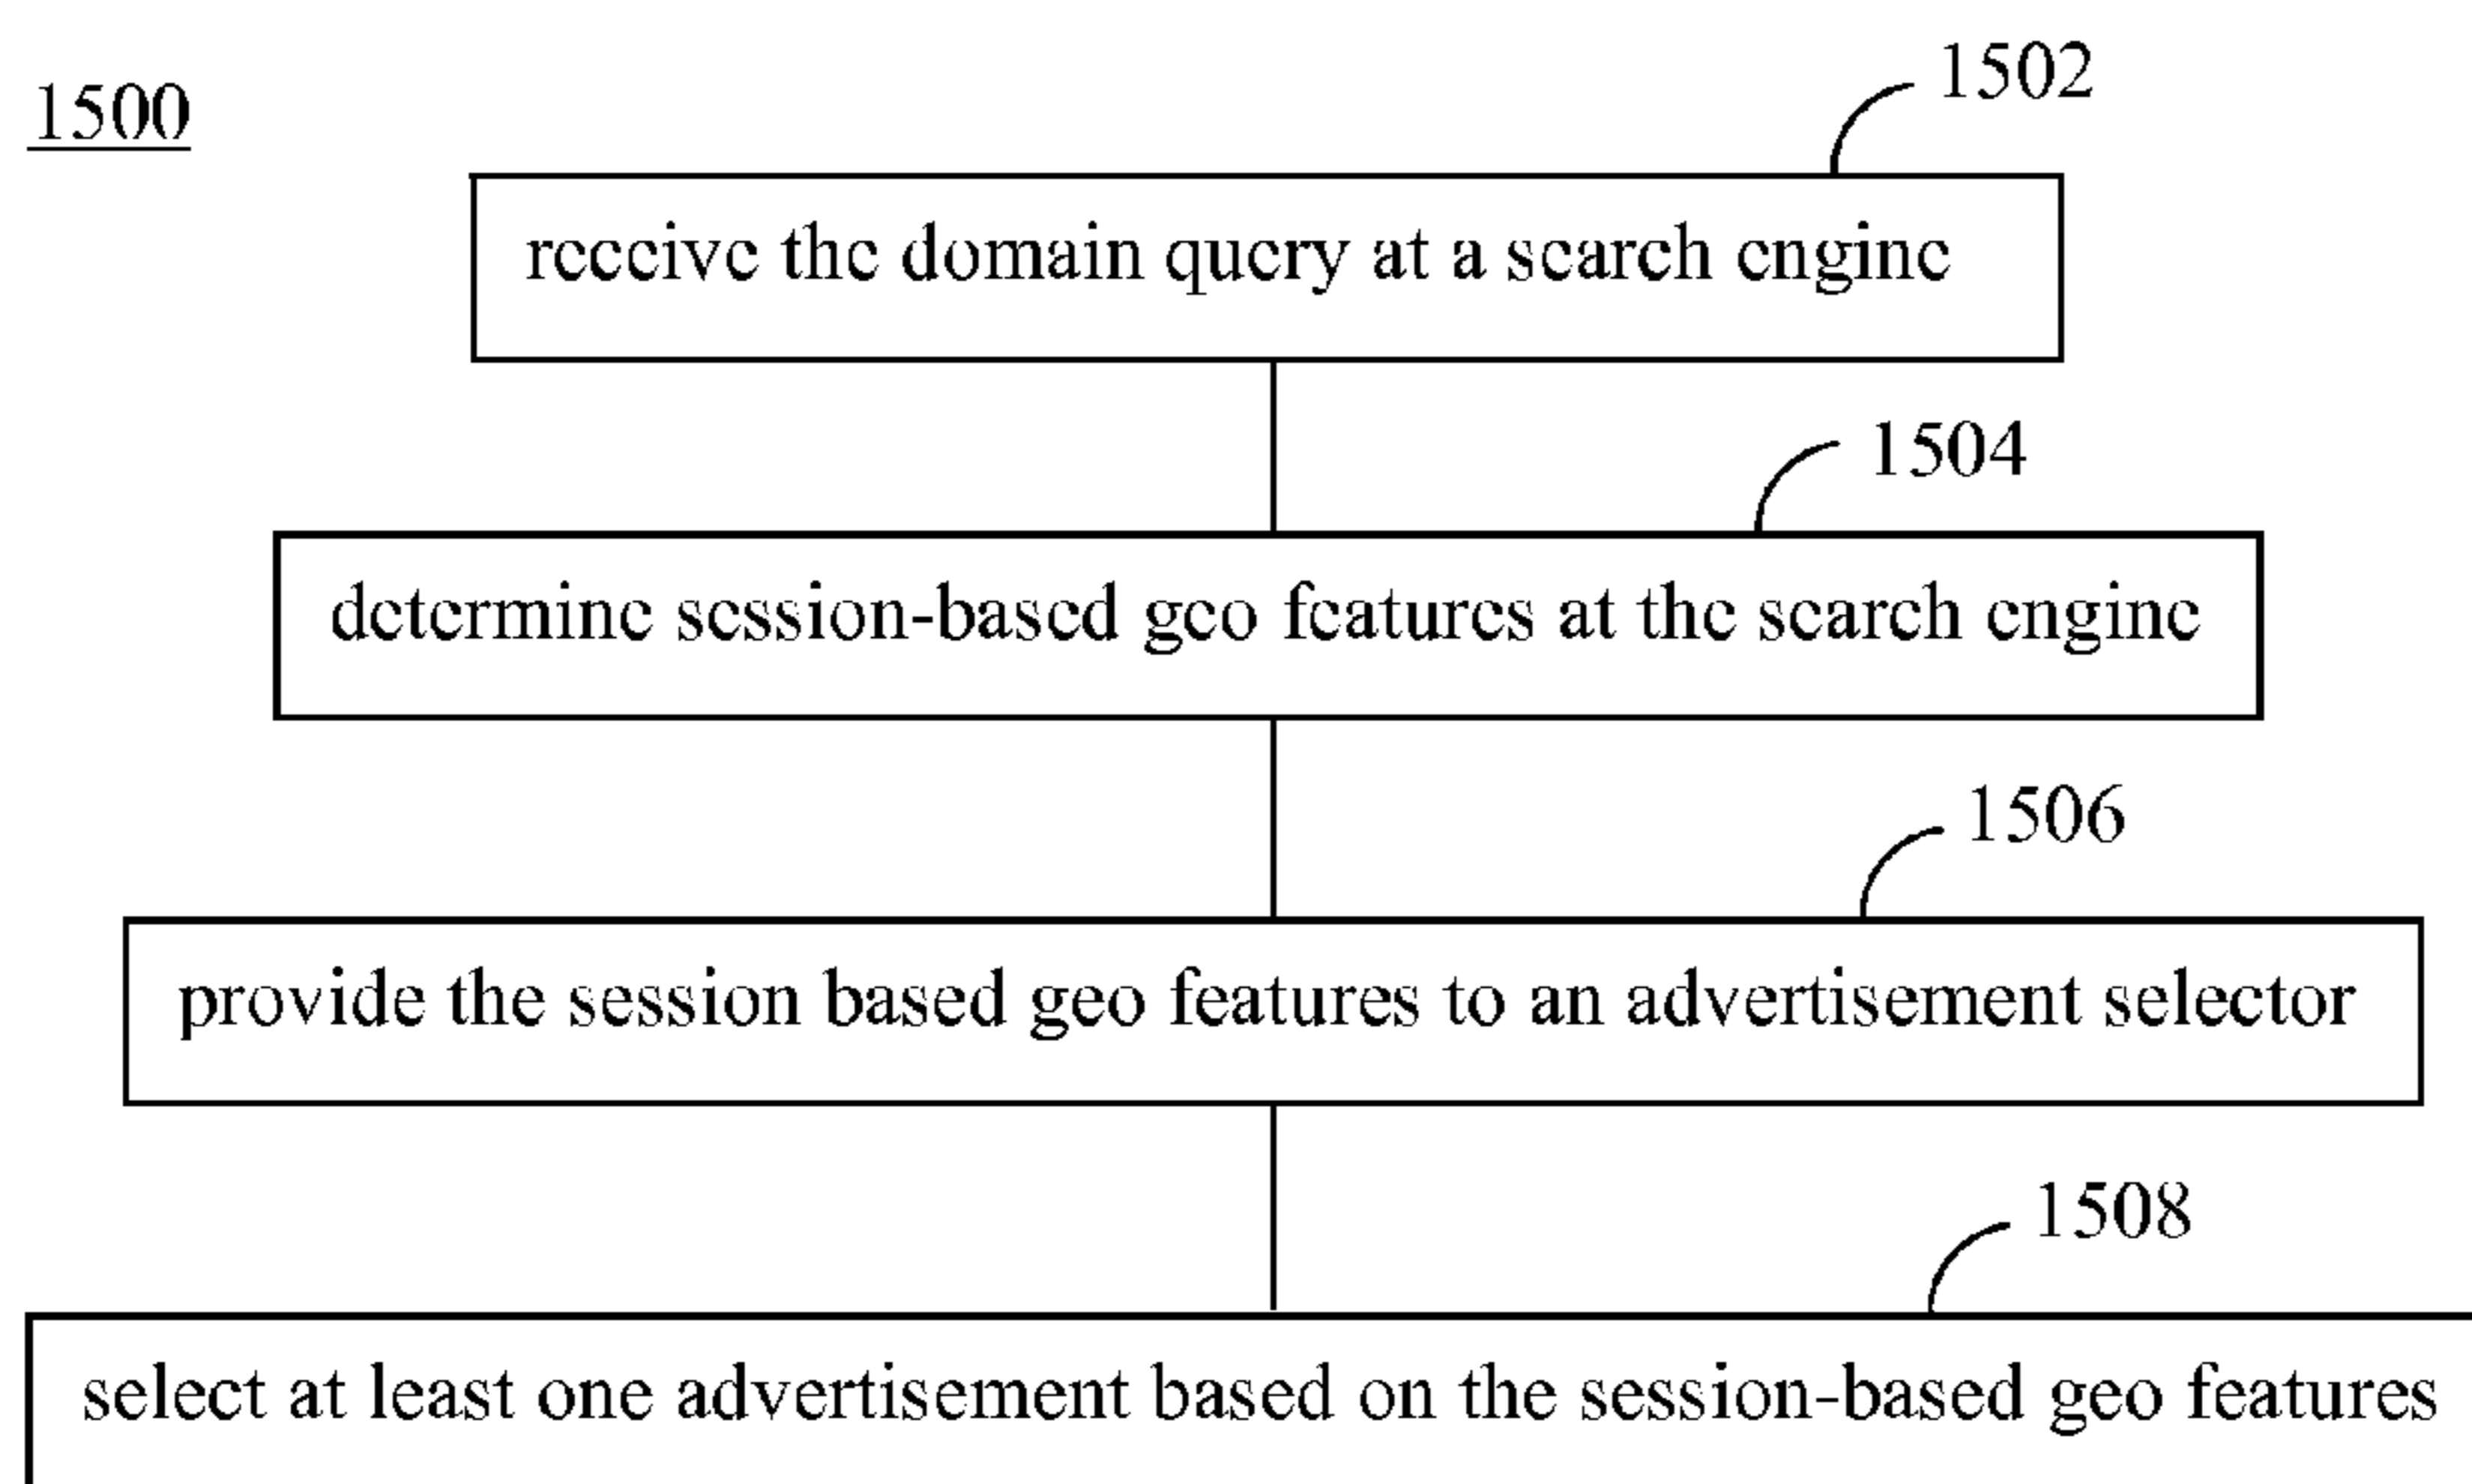 1500
1502
receive the domain query at a search engine
1504
determine session-based geo features at the search engine
1506
provide the session based geo features to an advertisement selector
1508
select at least one advertisement based on the session-based geo features